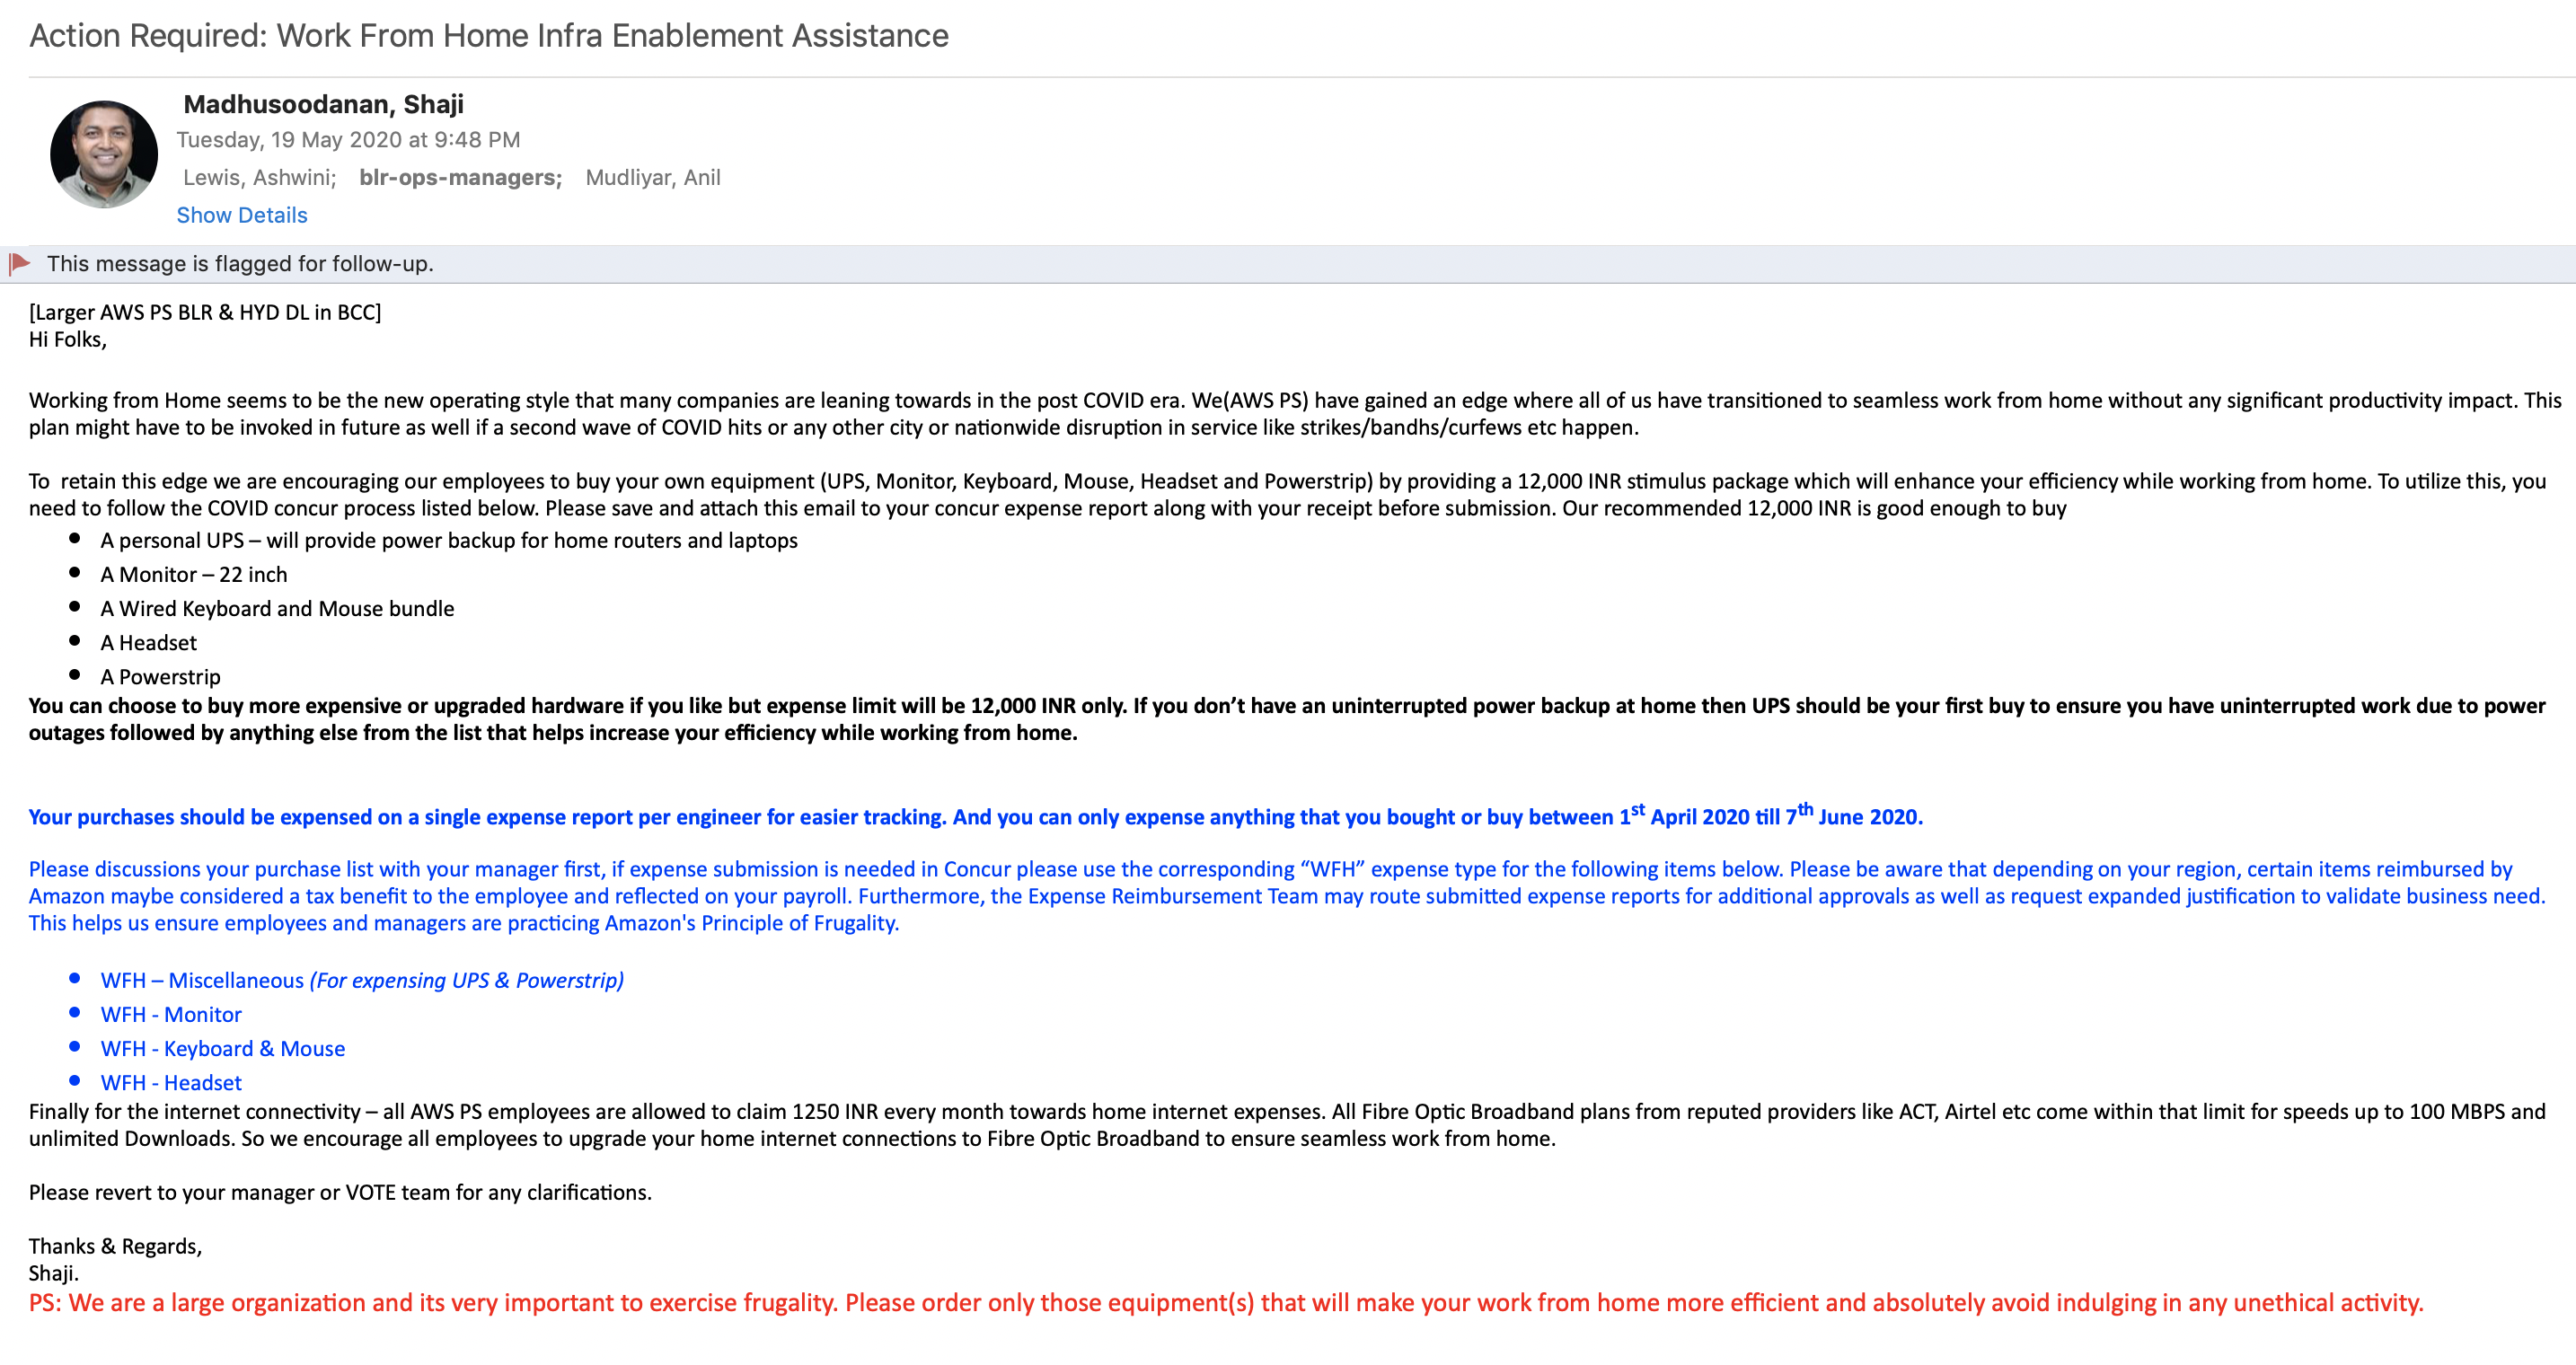 Action Required: Work From Home Infra Enablement Assistance
Madhusoodanan, Shaji
Tuesday, 19 May 2020 at 9:48 PM
Lewis, Ashwini; blr-ops-managers; Mudliyar, Anil
Show Details
This message is flagged for follow-up.
[Larger AWS PS BLR & HYD DL in BCC]
Hi Folks,
Working from Home seems to be the new operating style that many companies are leaning towards in the post COVID era. We(AWS PS) have gained an edge where all of us have transitioned to seamless work from home without any significant productivity impact. This
plan might have to be invoked in future as well if a second wave of COVID hits or any other city or nationwide disruption in service like strikes/bandhs/curfews etc happen.
To  retain this edge we are encouraging our employees to buy your own equipment (UPS, Monitor, Keyboard, Mouse, Headset and Powerstrip) by providing a 12,000 INR stimulus package which will enhance your efficiency while working from home. To utilize this, you
need to follow the COVID concur process listed below. Please save and attach this email to your concur expense report along with your receipt before submission. Our recommended 12,000 INR is good enough to buy
• A personal UPS – will provide power backup for home routers and laptops
• A Monitor – 22 inch
• A Wired Keyboard and Mouse bundle
• A Headset
• A Powerstrip
You can choose to buy more expensive or upgraded hardware if you like but expense limit will be 12,000 INR only. If you don't have an uninterrupted power backup at home then UPS should be your first buy to ensure you have uninterrupted work due to power
outages followed by anything else from the list that helps increase your efficiency while working from home.
Your purchases should be expensed on a single expense report per engineer for easier tracking. And you can only expense anything that you bought or buy between 1st April 2020 till 7th June 2020.
Please discussions your purchase list with your manager first, if expense submission is needed in Concur please use the corresponding “WFH” expense type for the following items below. Please be aware that depending on your region, certain items reimbursed by
Amazon maybe considered a tax benefit to the employee and reflected on your payroll. Furthermore, the Expense Reimbursement Team may route submitted expense reports for additional approvals as well as request expanded justification to validate business need.
This helps us ensure employees and managers are practicing Amazon's Principle of Frugality.
• WFH – Miscellaneous (For expensing UPS & Powerstrip)
• WFH - Monitor
• WFH - Keyboard & Mouse
• WFH - Headset
Finally for the internet connectivity – all AWS PS employees are allowed to claim 1250 INR every month towards home internet expenses. All Fibre Optic Broadband plans from reputed providers like ACT, Airtel etc come within that limit for speeds up to 100 MBPS and
unlimited Downloads. So we encourage all employees to upgrade your home internet connections to Fibre Optic Broadband to ensure seamless work from home.
Please revert to your manager or VOTE team for any clarifications.
Thanks & Regards,
Shaji.
PS: We are a large organization and its very important to exercise frugality. Please order only those equipment(s) that will make your work from home more efficient and absolutely avoid indulging in any unethical activity.